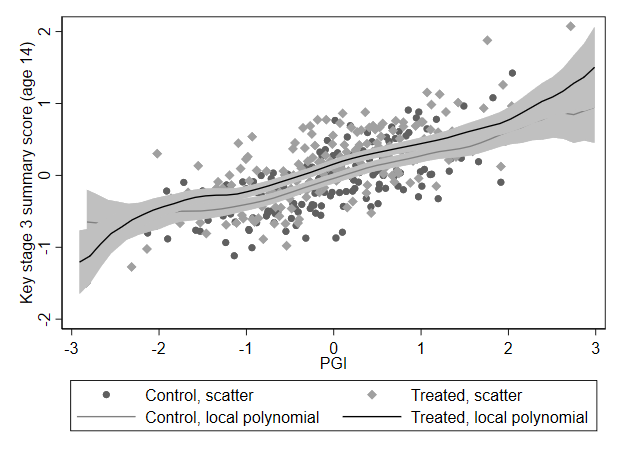 Key stage 3 summary score (age 14)
2
1
0
-1
-2
-3 -2 -1 0 1 2 3
PGI
Control, scatter Treated, scatter
Control, local polynomial Treated, local polynomial